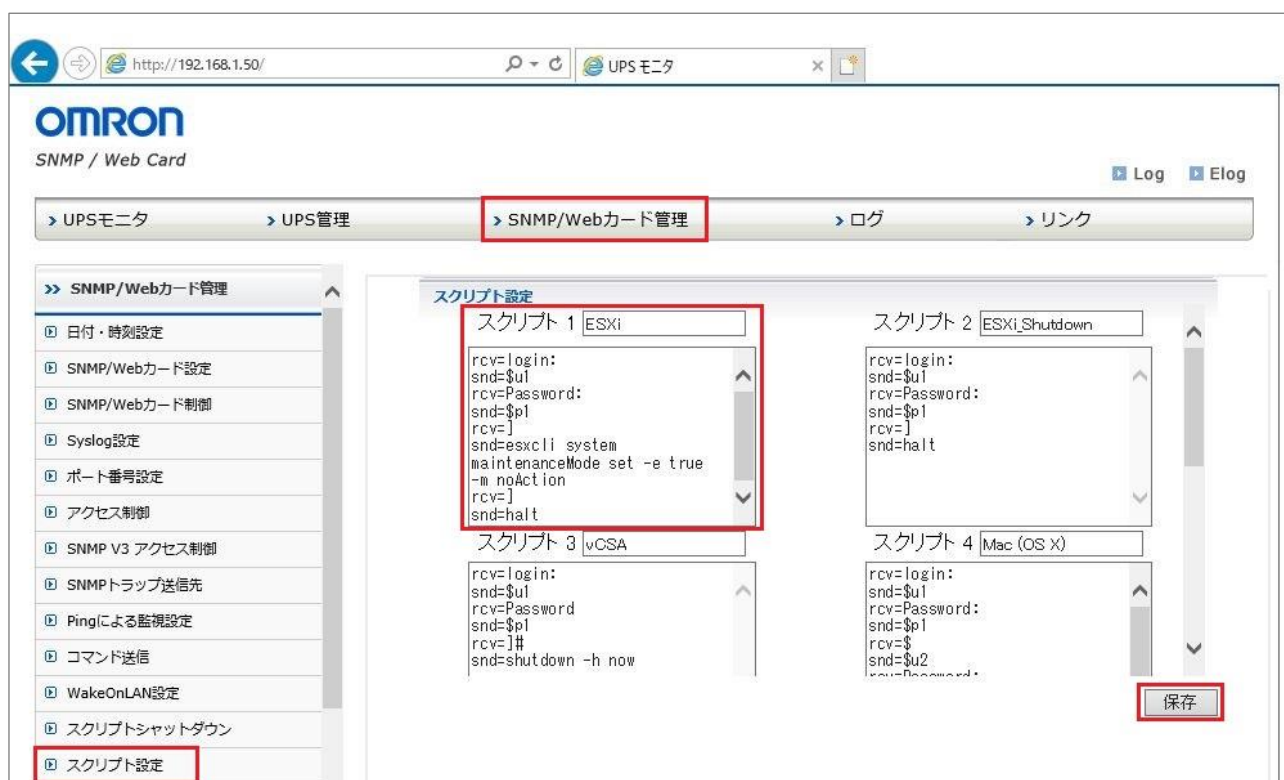 http://192.168.1.50/
UPS モニタ
OMRON
SNMP / Web Card
Log
Elog
UPSモニタ
UPS管理
SNMP/Webカード管理
ログ
リンク
SNMP/Webカード管理
日付・時刻設定
SNMP/Webカード設定
SNMP/Webカード制御
Syslog設定
ポート番号設定
アクセス制御
SNMP V3 アクセス制御
SNMPトラップ送信先
Pingによる監視設定
コマンド送信
WakeOnLAN設定
スクリプトシャットダウン
スクリプト設定
スクリプト設定
スクリプト 1 ESXi
rcv=login:
snd=$u1
rcv=Password:
snd=$p1
rcv=]
snd=esxcli system
maintenanceMode set -e true
-m noAction
rcv=]
snd=halt
スクリプト 2 ESXi_Shutdown
rcv=login:
snd=$u1
rcv=Password:
snd=$p1
rcv=]
snd=halt
スクリプト 3 vCSA
rcv=login:
snd=$u1
rcv=Password
snd=$p1
rcv=]#
snd=shutdown -h now
スクリプト 4 Mac (OS X)
rcv=login:
snd=$u1
rcv=Password:
snd=$p1
rcv=$
snd=$u2
保存